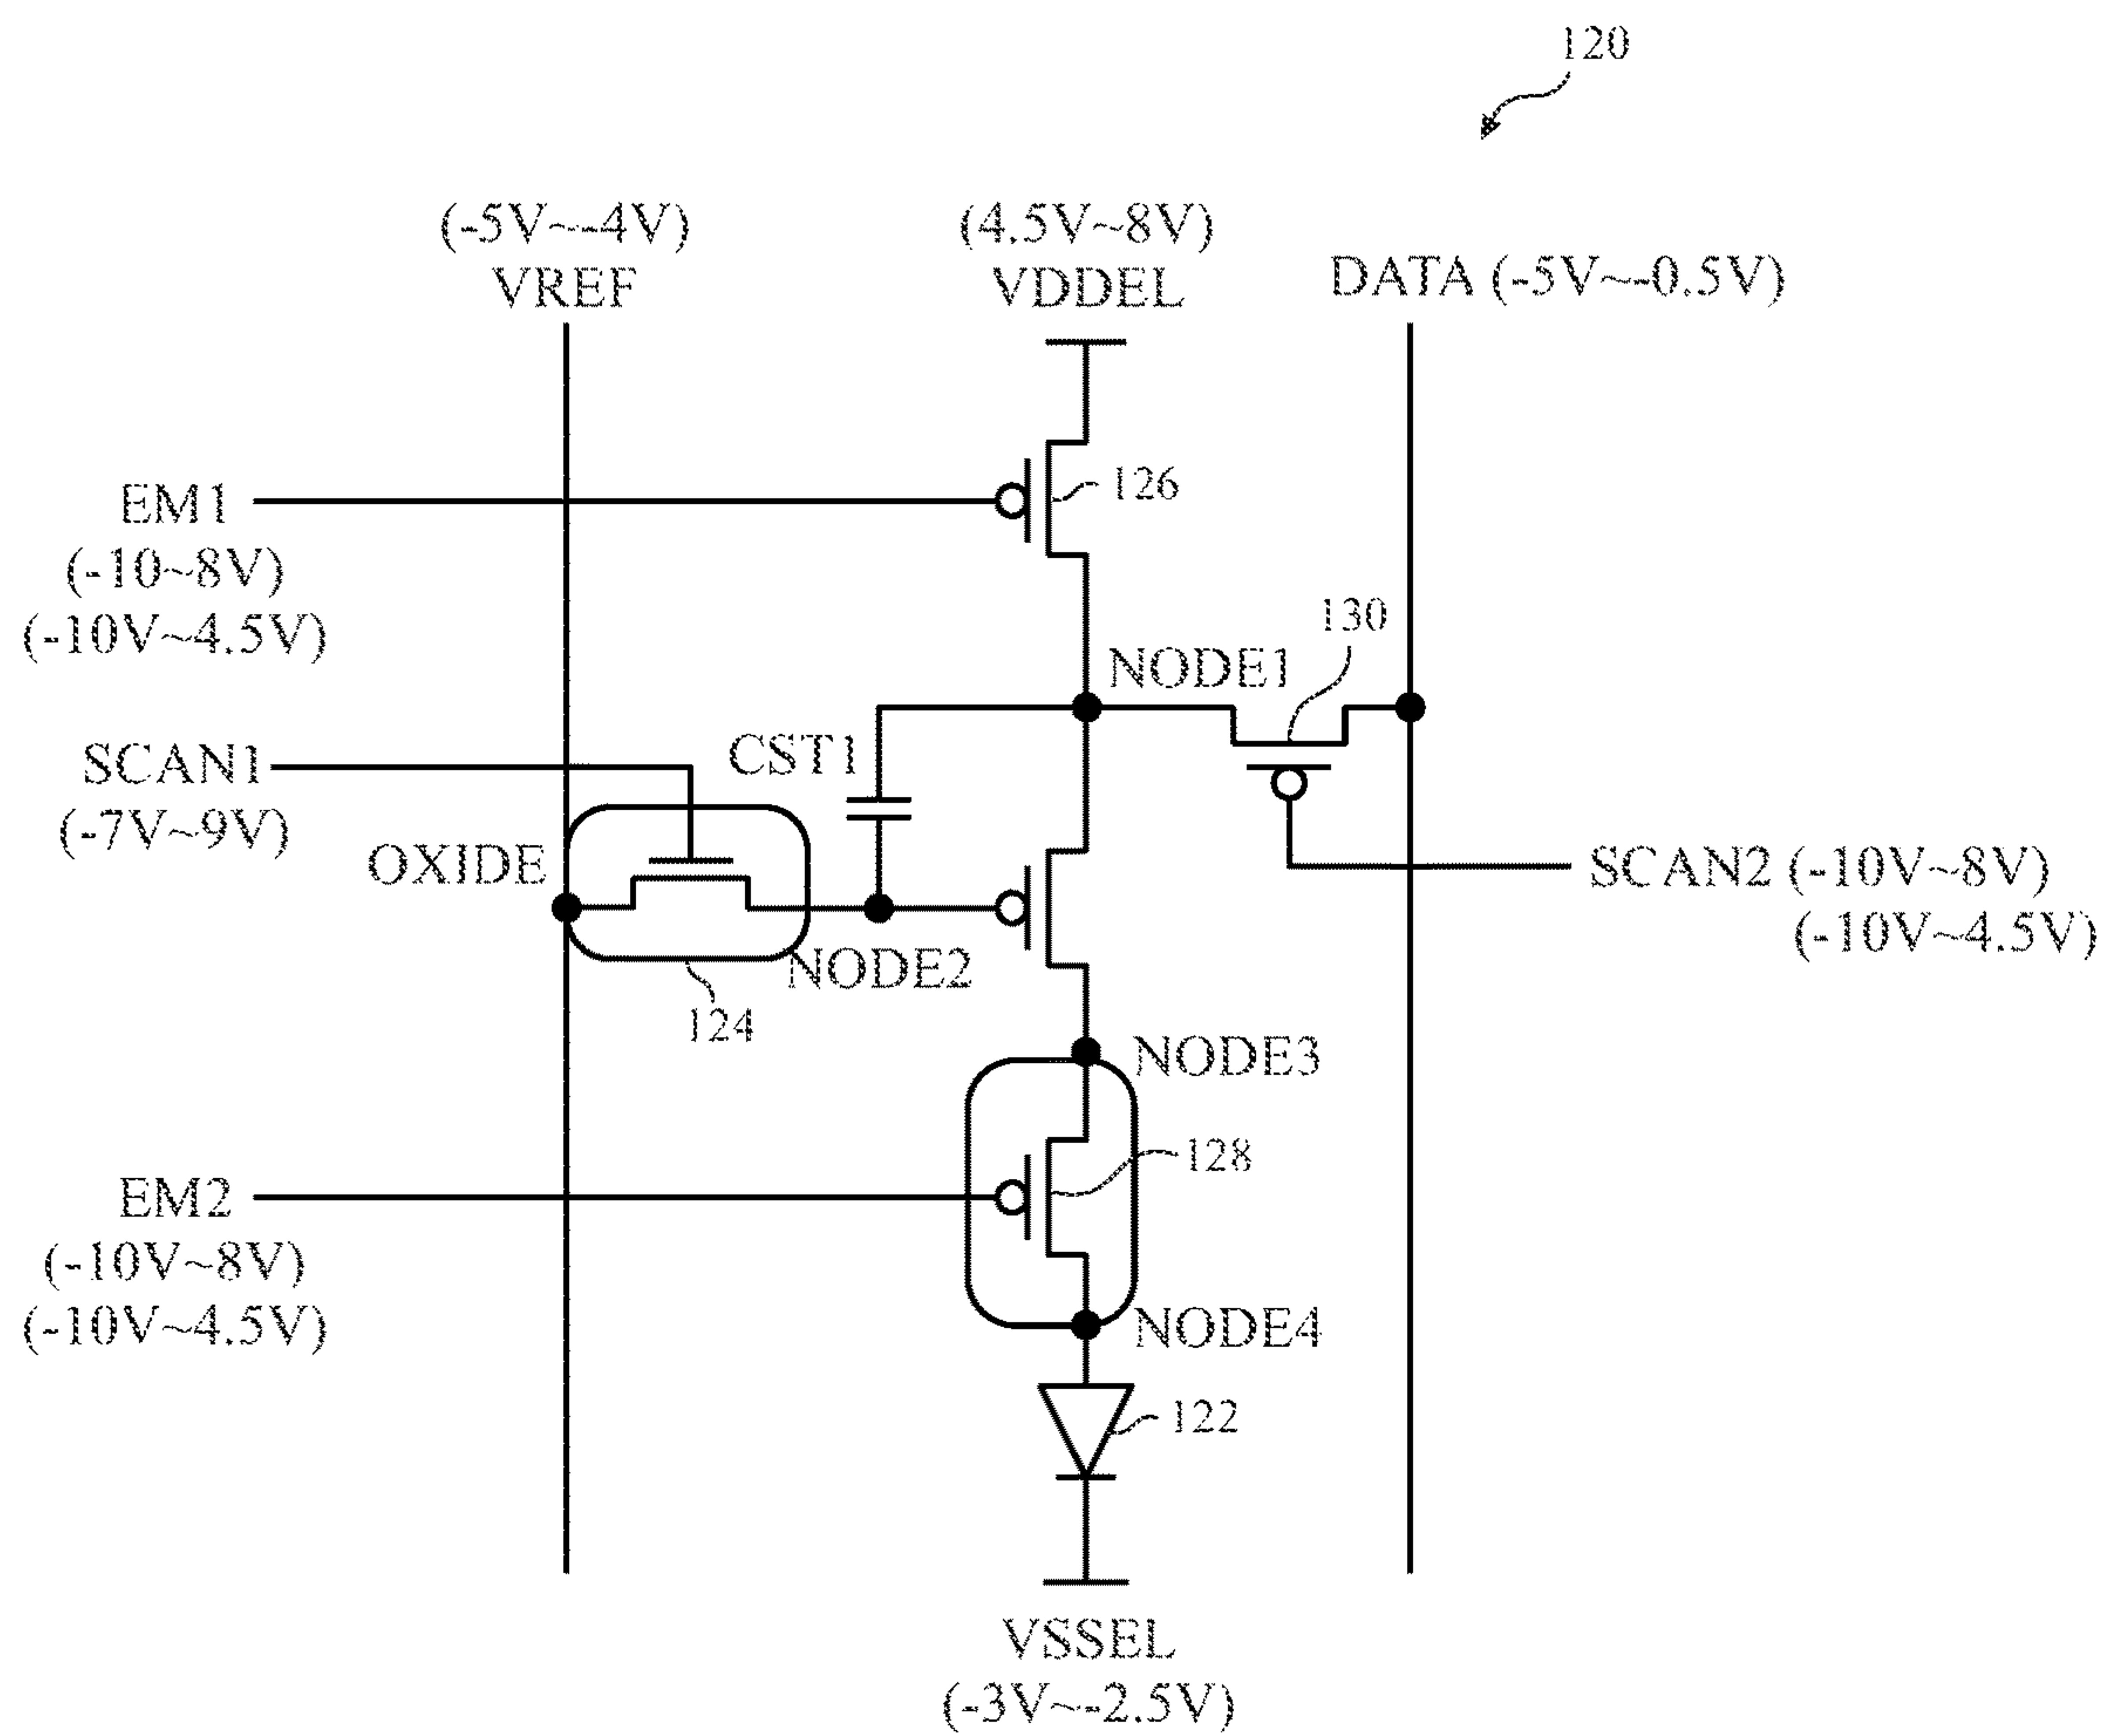 120
(-5V~-4V)
VREF
(4.5V~8V)
VDDEL
DATA (-5V~-0.5V)
EM1
(-10~8V)
(-10V~4.5V)
126
130
NODE1
SCAN1
(-7V~9V)
CST1
OXIDE
SCAN2 (-10V~8V)
(-10V~4.5V)
NODE2
124
NODE3
128
EM2
(-10V~8V)
(-10V~4.5V)
NODE4
122
VSSEL
(-3V~-2.5V)